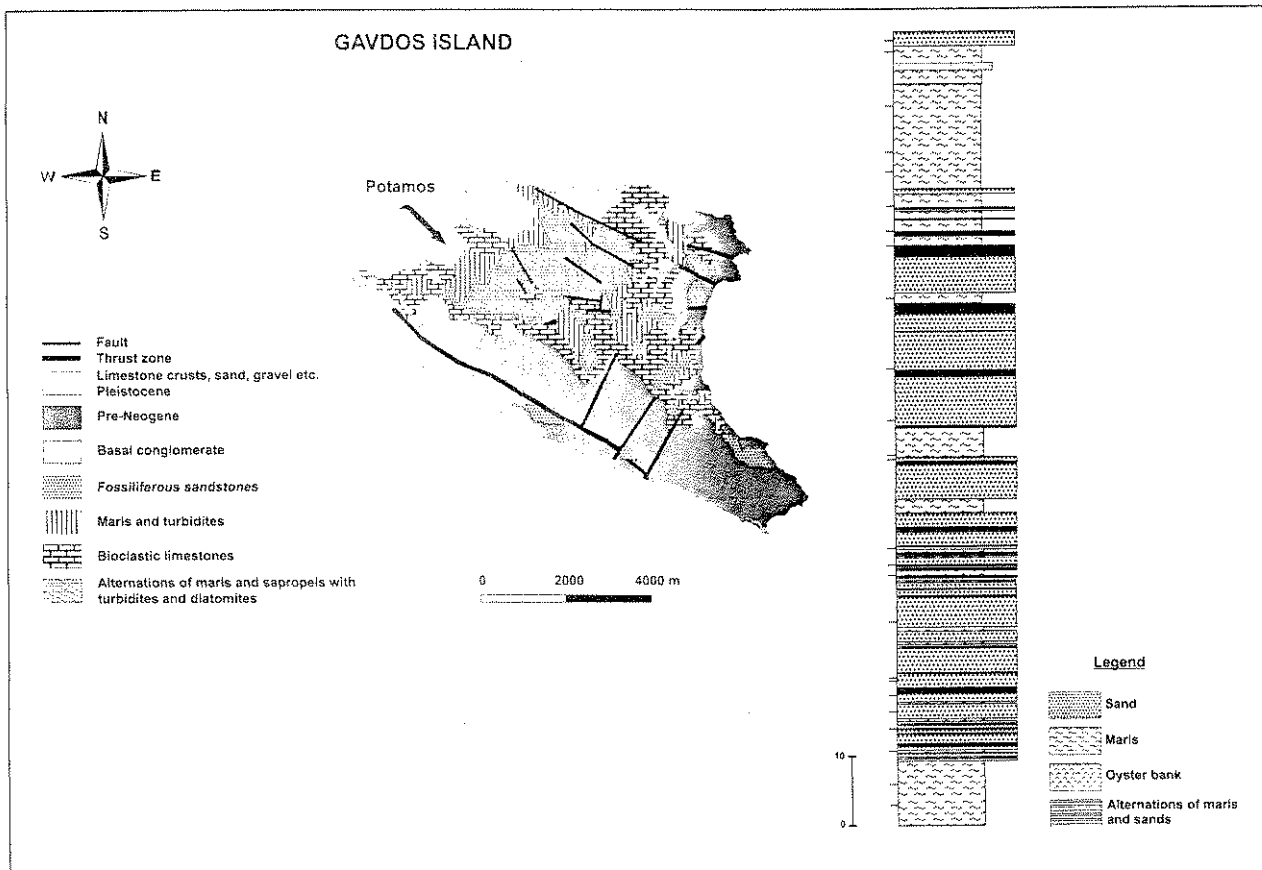 GAVDOS iSLAND
N
W
E
S
Potamos
Fault
Thrust zone
Limestone crusts, sand, gravel etc.
Pleistocene
Pre-Neogene
Basal conglomerate
Fossiliferous sandstones
Marls and turbidites
Bioclastic limestones
Alternations of marls and sapropels with
turbidites and diatomites
0 2000 4000 m
10
0
Legend
Sand
Marls
Oyster bank
Alternations of marls
and sands